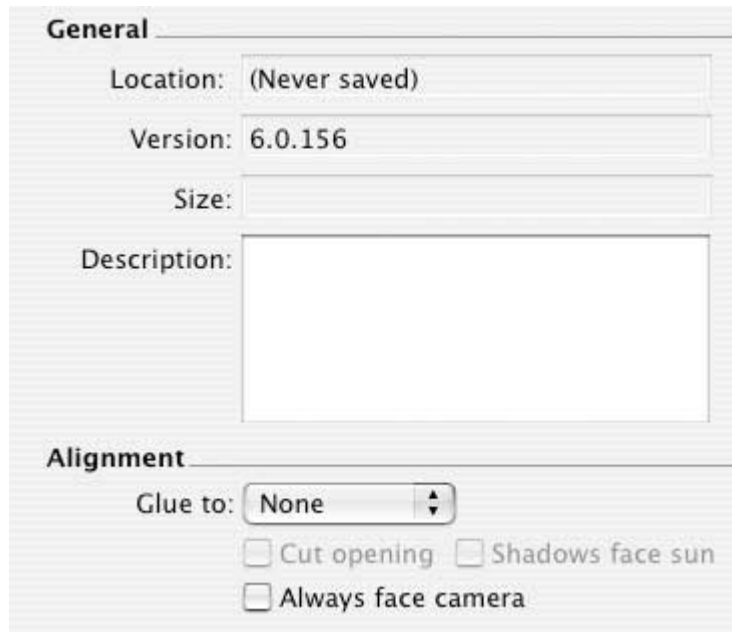 General
Location: (Never saved)
Version: 6.0.156
Size:
Description:
Alignment
Glue to: None
Cut opening Shadows face sun
Always face camera